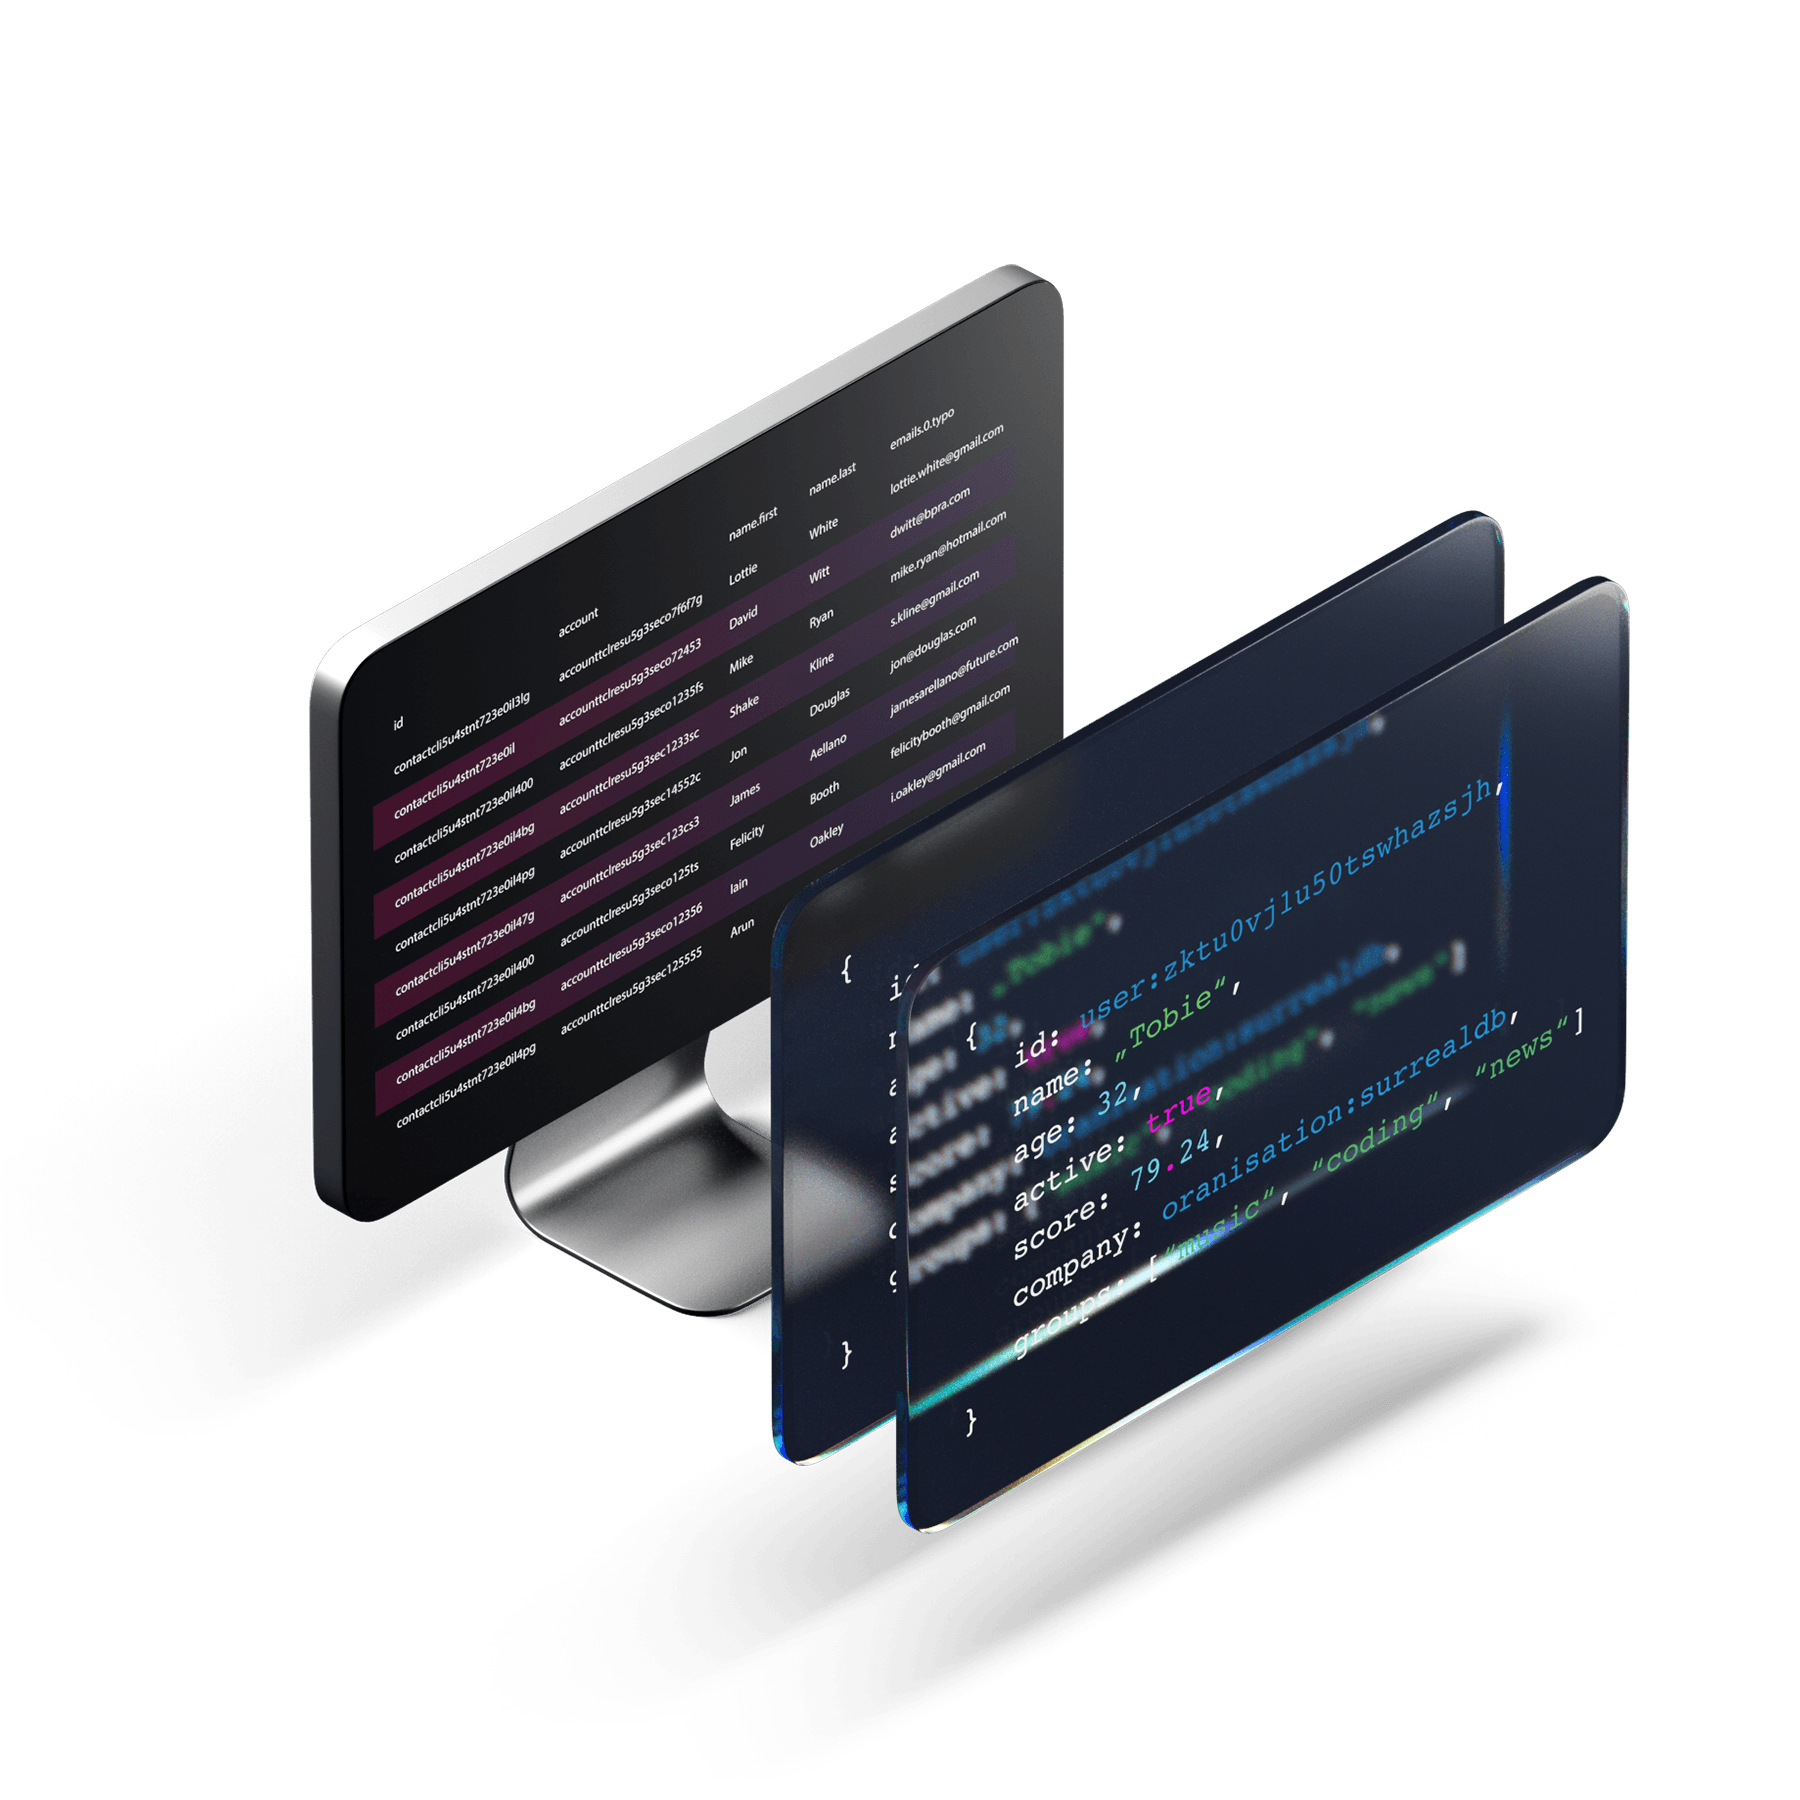 id account name.first name.last emails.0.typo
contactcli5u4stnt723e0il3lg accounttclresu5g3seco7f6f7g Lottie White lottie.white@gmail.com
contactcli5u4stnt723e0il accounttclresu5g3seco72453 David Witt dwitt@bpra.com
contactcli5u4stnt723e0il400 accounttclresu5g3seco1235fs Mike Ryan mike.ryan@hotmail.com
contactcli5u4stnt723e0il4bg accounttclresu5g3sec1233sc Shake Kline s.kline@gmail.com
contactcli5u4stnt723e0il4pg accounttclresu5g3sec14552c Jon Douglas jon@douglas.com
contactcli5u4stnt723e0il47g accounttclresu5g3sec123cs3 James Aellano jamesarellano@future.com
contactcli5u4stnt723e0il400 accounttclresu5g3seco125ts Felicity Booth felicitybooth@gmail.com
contactcli5u4stnt723e0il4bg accounttclresu5g3seco12356 Iain Oakley i.oakley@gmail.com
contactcli5u4stnt723e0il4pg accounttclresu5g3sec125555 Arun
{
}
{
id: user:zktu0vj1u50tswhazsjh,
name: „Tobie“,
age: 32,
active: true,
score: 79.24,
company: oranisation:surrealdb,
groups: [“music“, “coding“, “news“]
}